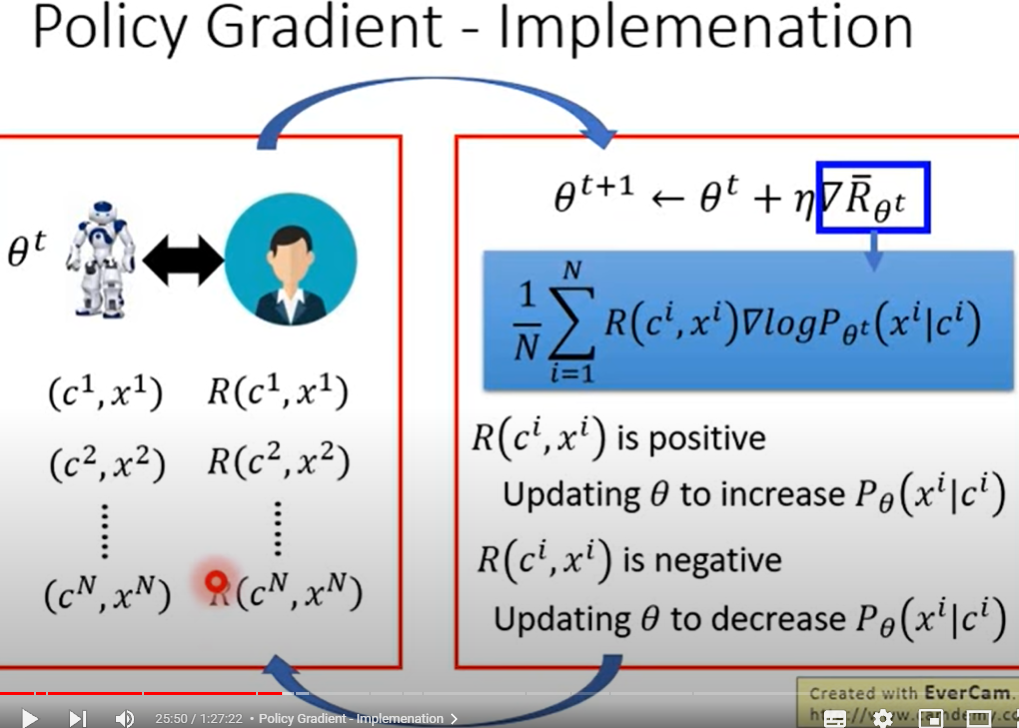 Policy Gradient - Implemenation
θ^{t+1} ← θ^t + η∇R̄_{θ^t}
θ^t
\frac{1}{N} \sum_{i=1}^{N} R(c^i, x^i)∇logP_{θ^t}(x^i|c^i)
(c^1, x^1) R(c^1, x^1)
(c^2, x^2) R(c^2, x^2)
(c^N, x^N) R(c^N, x^N)
R(c^i, x^i) is positive
Updating θ to increase P_θ(x^i|c^i)
R(c^i, x^i) is negative
Updating θ to decrease P_θ(x^i|c^i)
Created with EverCam.
25:50 / 1:27:22 • Policy Gradient - Implemenation